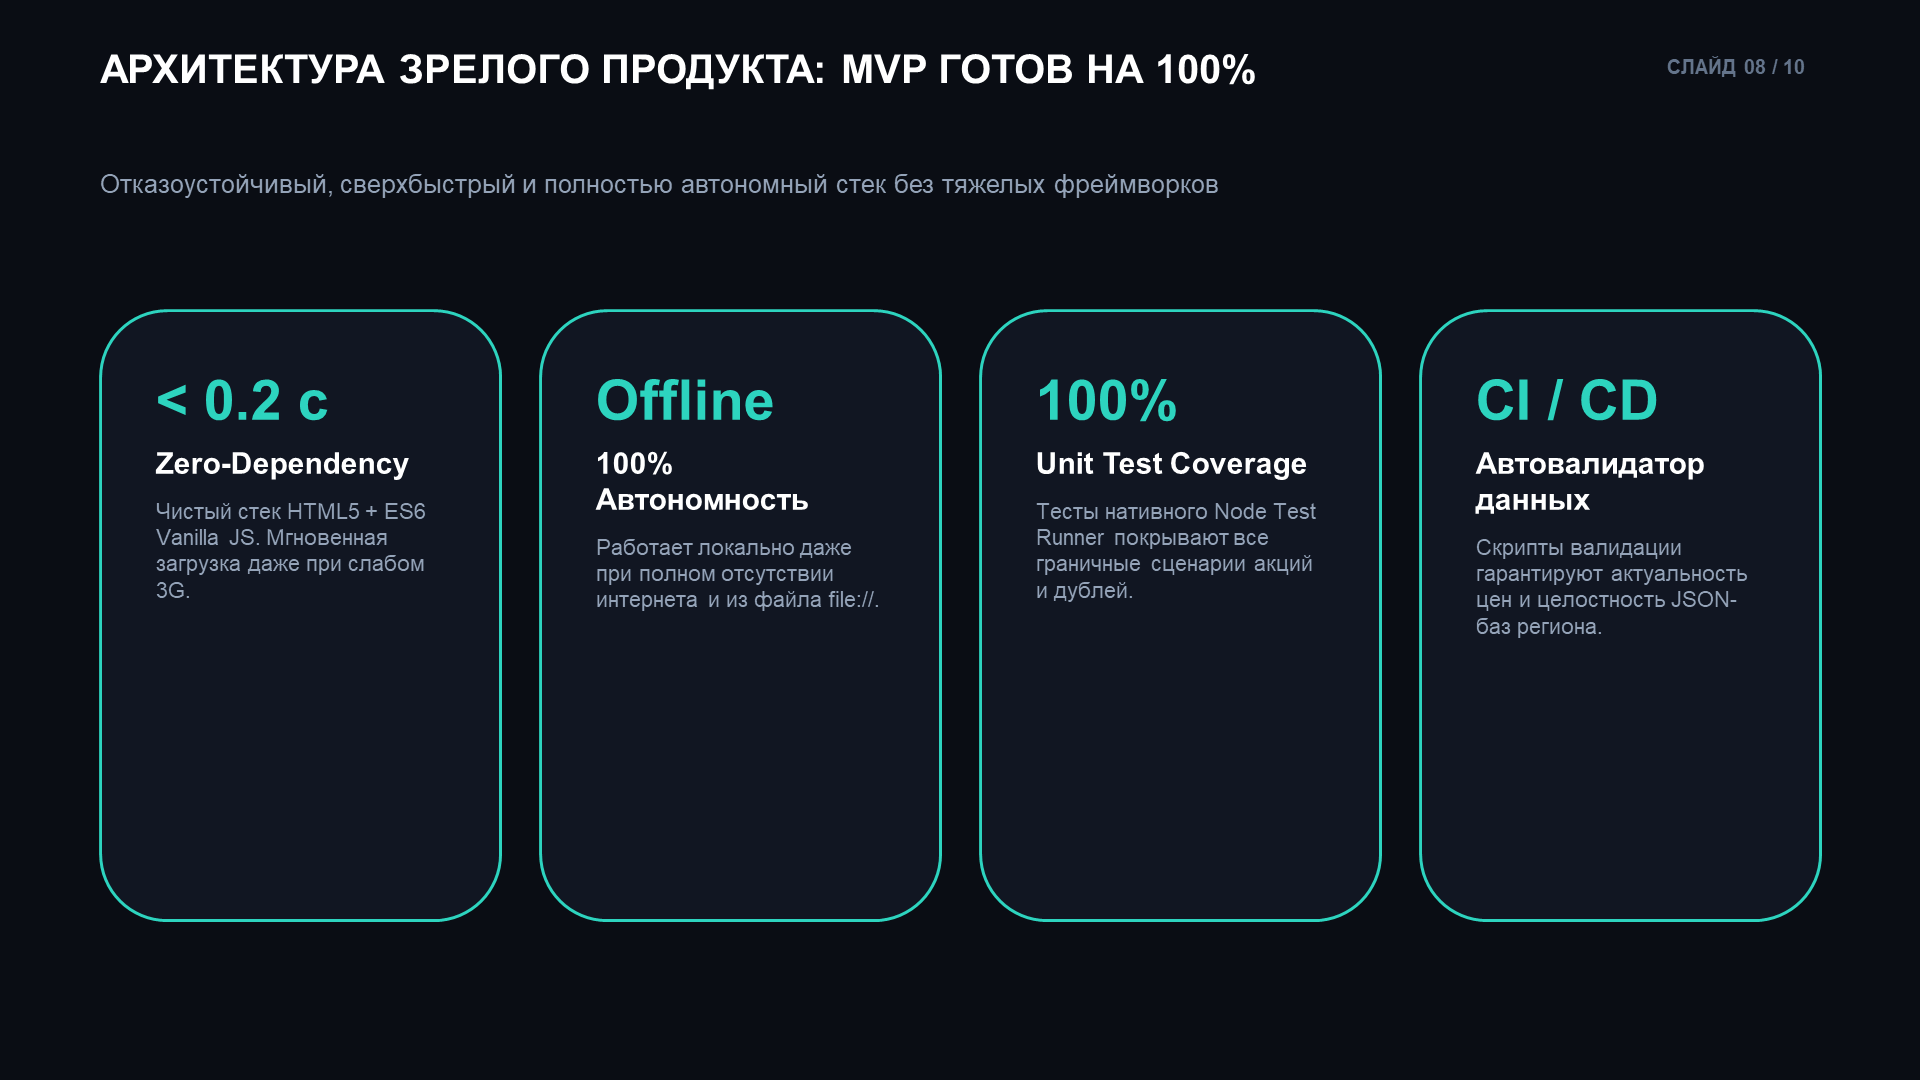 АРХИТЕКТУРА ЗРЕЛОГО ПРОДУКТА: MVP ГОТОВ НА 100%
СЛАЙД 08 / 10
Отказоустойчивый, сверхбыстрый и полностью автономный стек без тяжелых фреймворков
< 0.2 с
Zero-Dependency
Чистый стек HTML5 + ES6
Vanilla JS. Мгновенная
загрузка даже при слабом
3G.
Offline
100%
Автономность
Работает локально даже
при полном отсутствии
интернета и из файла file://.
100%
Unit Test Coverage
Тесты нативного Node Test
Runner покрывают все
граничные сценарии акций
и дублей.
CI / CD
Автовалидатор
данных
Скрипты валидации
гарантируют актуальность
цен и целостность JSON-
баз региона.